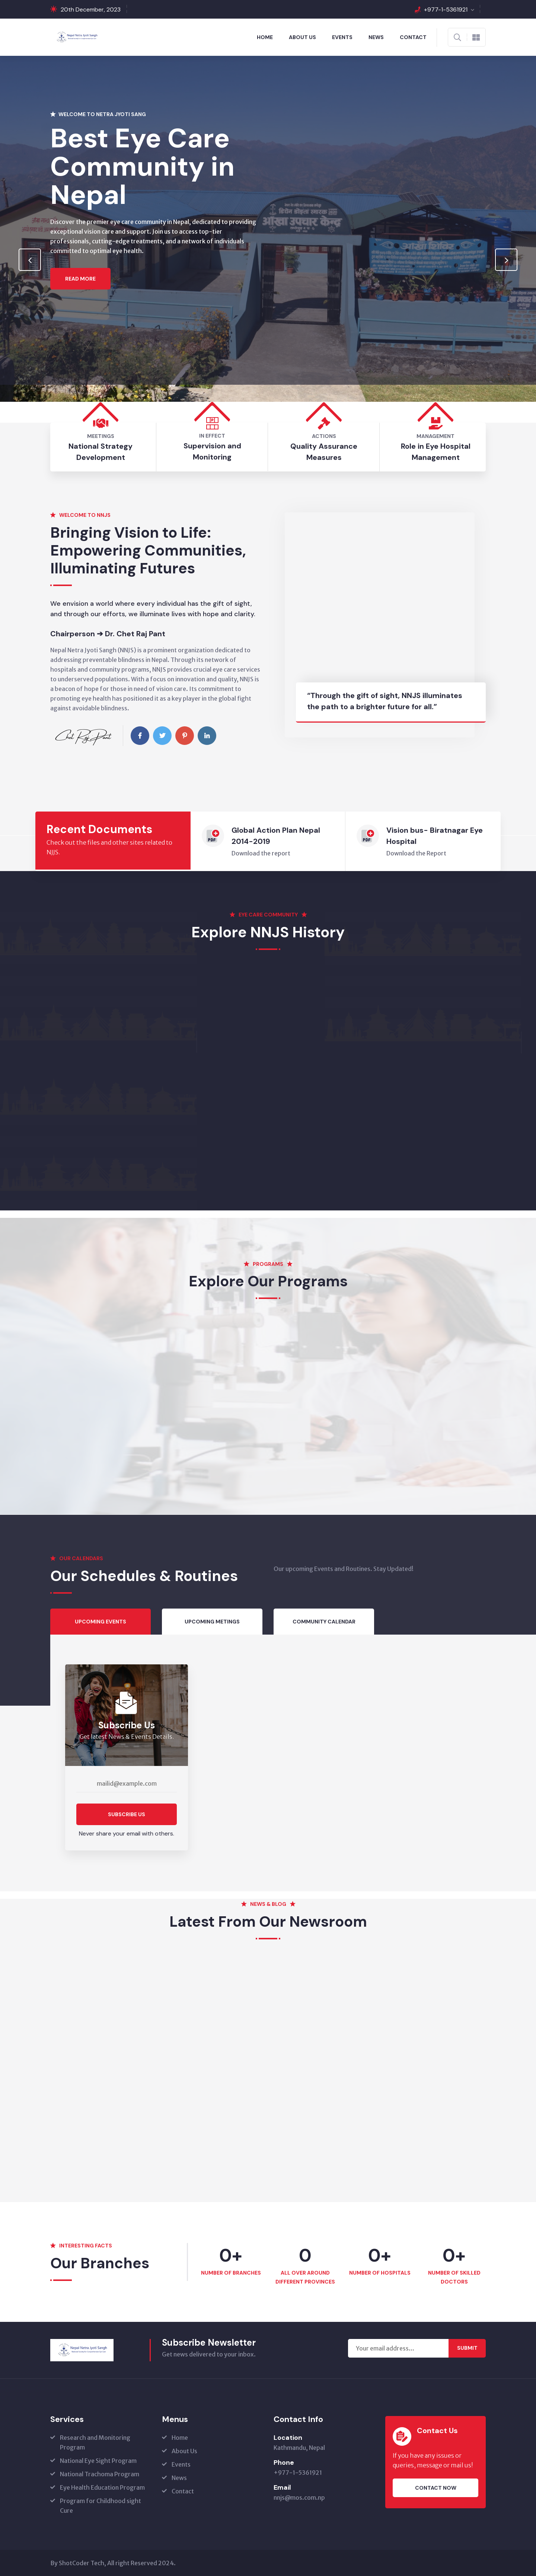 20th December, 2023
+977-1-5361921
Nepal Netra Jyoti Sangh
HOME
ABOUT US
EVENTS
NEWS
CONTACT
WELCOME TO NETRA JYOTI SANG
Best Eye Care
Community in
Nepal
Discover the premier eye care community in Nepal, dedicated to providing
exceptional vision care and support. Join us to access top-tier
professionals, cutting-edge treatments, and a network of individuals
committed to optimal eye health.
READ MORE
MEETINGS
National Strategy
Development
IN EFFECT
Supervision and
Monitoring
ACTIONS
Quality Assurance
Measures
MANAGEMENT
Role in Eye Hospital
Management
WELCOME TO NNJS
Bringing Vision to Life:
Empowering Communities,
Illuminating Futures
We envision a world where every individual has the gift of sight,
and through our efforts, we illuminate lives with hope and clarity.
Chairperson ➔ Dr. Chet Raj Pant
Nepal Netra Jyoti Sangh (NNJS) is a prominent organization dedicated to
addressing preventable blindness in Nepal. Through its network of
hospitals and community programs, NNJS provides crucial eye care services
to underserved populations. With a focus on innovation and quality, NNJS is
a beacon of hope for those in need of vision care. Its commitment to
promoting eye health has positioned it as a key player in the global fight
against avoidable blindness.
Chet Raj Pant
“Through the gift of sight, NNJS illuminates
the path to a brighter future for all.”
Recent Documents
Check out the files and other sites related to
NJS.
PDF
Global Action Plan Nepal
2014-2019
Download the report
PDF
Vision bus- Biratnagar Eye
Hospital
Download the Report
EYE CARE COMMUNITY
Explore NNJS History
PROGRAMS
Explore Our Programs
OUR CALENDARS
Our Schedules & Routines
Our upcoming Events and Routines. Stay Updated!
UPCOMING EVENTS
UPCOMING METINGS
COMMUNITY CALENDAR
Subscribe Us
Get latest News & Events Details.
mailid@example.com
SUBSCRIBE US
Never share your email with others.
NEWS & BLOG
Latest From Our Newsroom
INTERESTING FACTS
Our Branches
0+
NUMBER OF BRANCHES
0
ALL OVER AROUND
DIFFERENT PROVINCES
0+
NUMBER OF HOSPITALS
0+
NUMBER OF SKILLED
DOCTORS
Nepal Netra Jyoti Sangh
Subscribe Newsletter
Get news delivered to your inbox.
Your email address...
SUBMIT
Services
Research and Monitoring
Program
National Eye Sight Program
National Trachoma Program
Eye Health Education Program
Program for Childhood sight
Cure
Menus
Home
About Us
Events
News
Contact
Contact Info
Location
Kathmandu, Nepal
Phone
+977-1-5361921
Email
nnjs@mos.com.np
Contact Us
If you have any issues or
queries, message or mail us!
CONTACT NOW
By ShotCoder Tech, All right Reserved 2024.